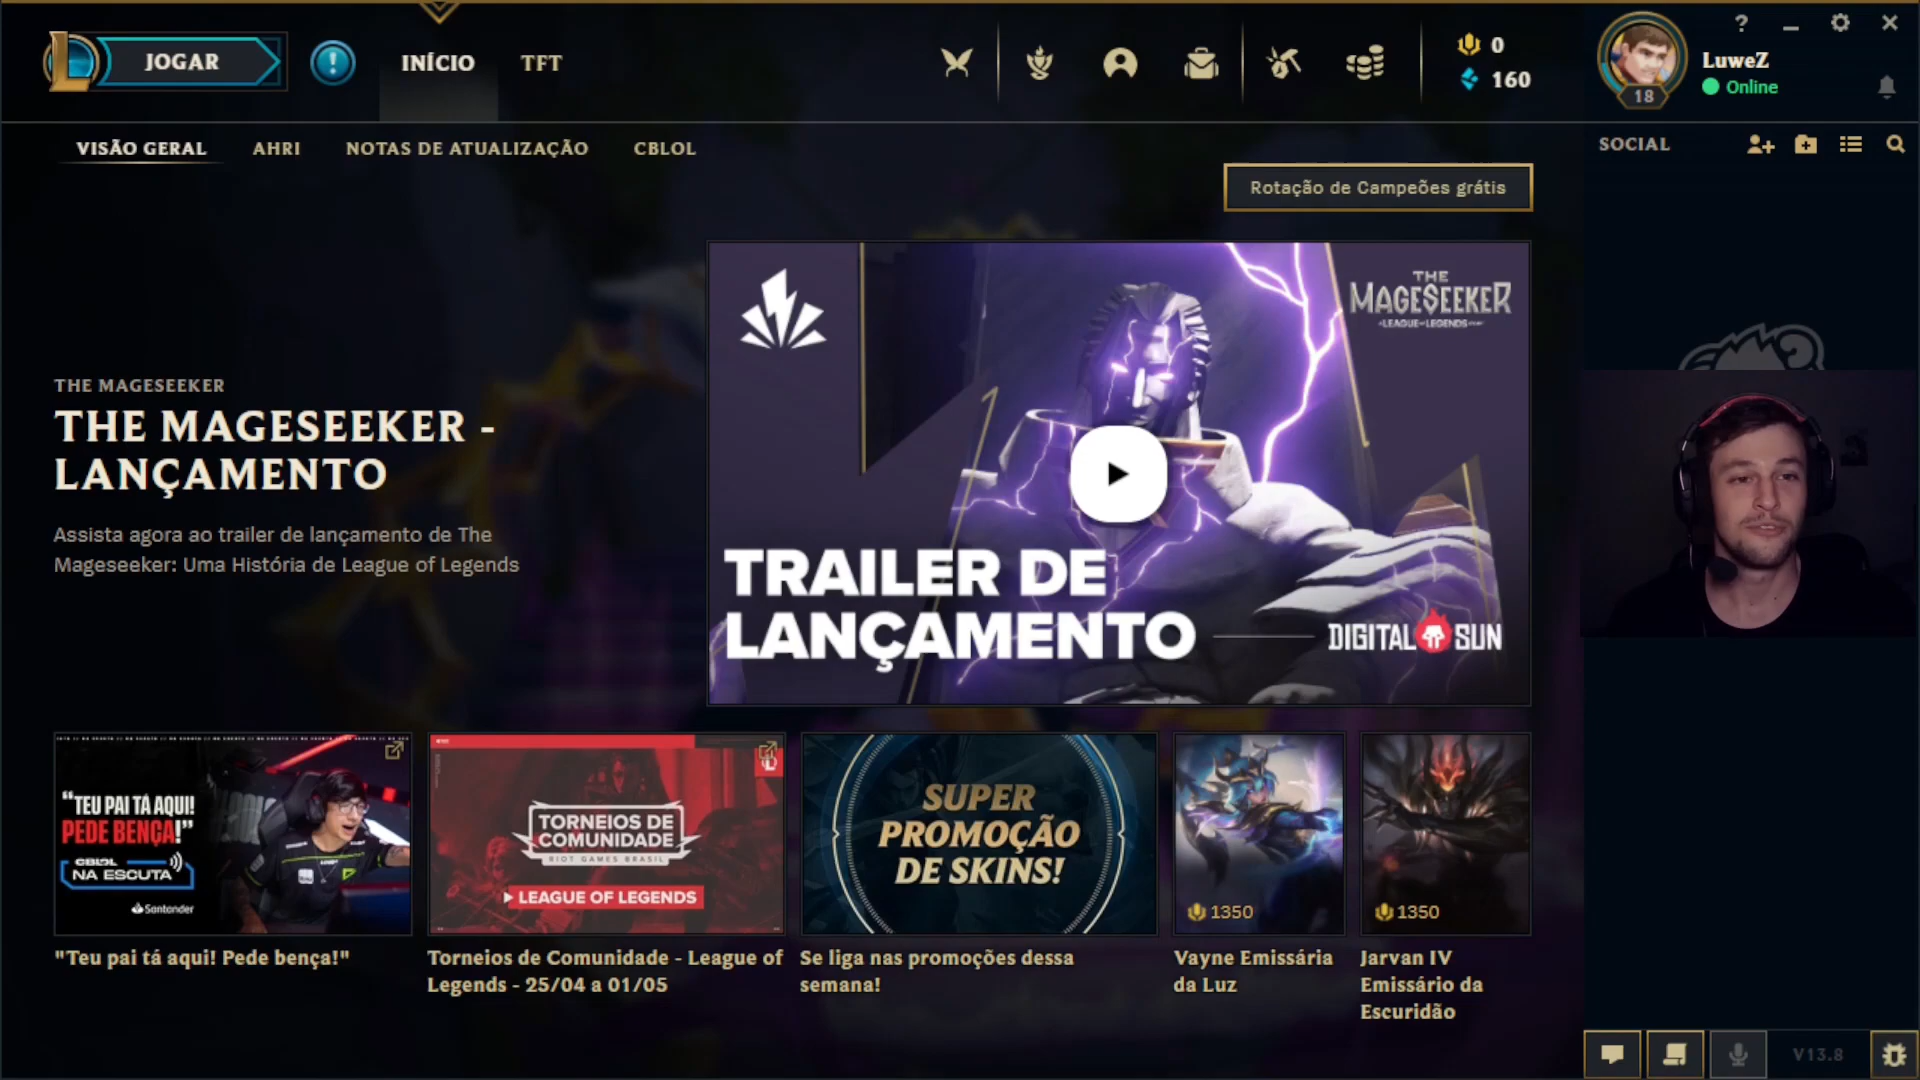 JOGAR
INÍCIO
TFT
0
160
LuweZ
Online
18
VISÃO GERAL
AHRI
NOTAS DE ATUALIZAÇÃO
CBLOL
SOCIAL
Rotação de Campeões grátis
THE MAGESEEKER
THE MAGESEEKER -
LANÇAMENTO
Assista agora ao trailer de lançamento de The
Mageseeker: Uma História de League of Legends
THE
MAGESEEKER
LEAGUE OF LEGENDS
TRAILER DE
LANÇAMENTO
DIGITAL SUN
"TEU PAI TÁ AQUI!
PEDE BENÇA!"
CBLOL
NA ESCUTA
Santander
TORNEIOS DE
COMUNIDADE
RIOT GAMES BRASIL
LEAGUE OF LEGENDS
SUPER
PROMOÇÃO
DE SKINS!
1350
1350
"Teu pai tá aqui! Pede bença!"
Torneios de Comunidade - League of
Legends - 25/04 a 01/05
Se liga nas promoções dessa
semana!
Vayne Emissária
da Luz
Jarvan IV
Emissário da
Escuridão
V13.8